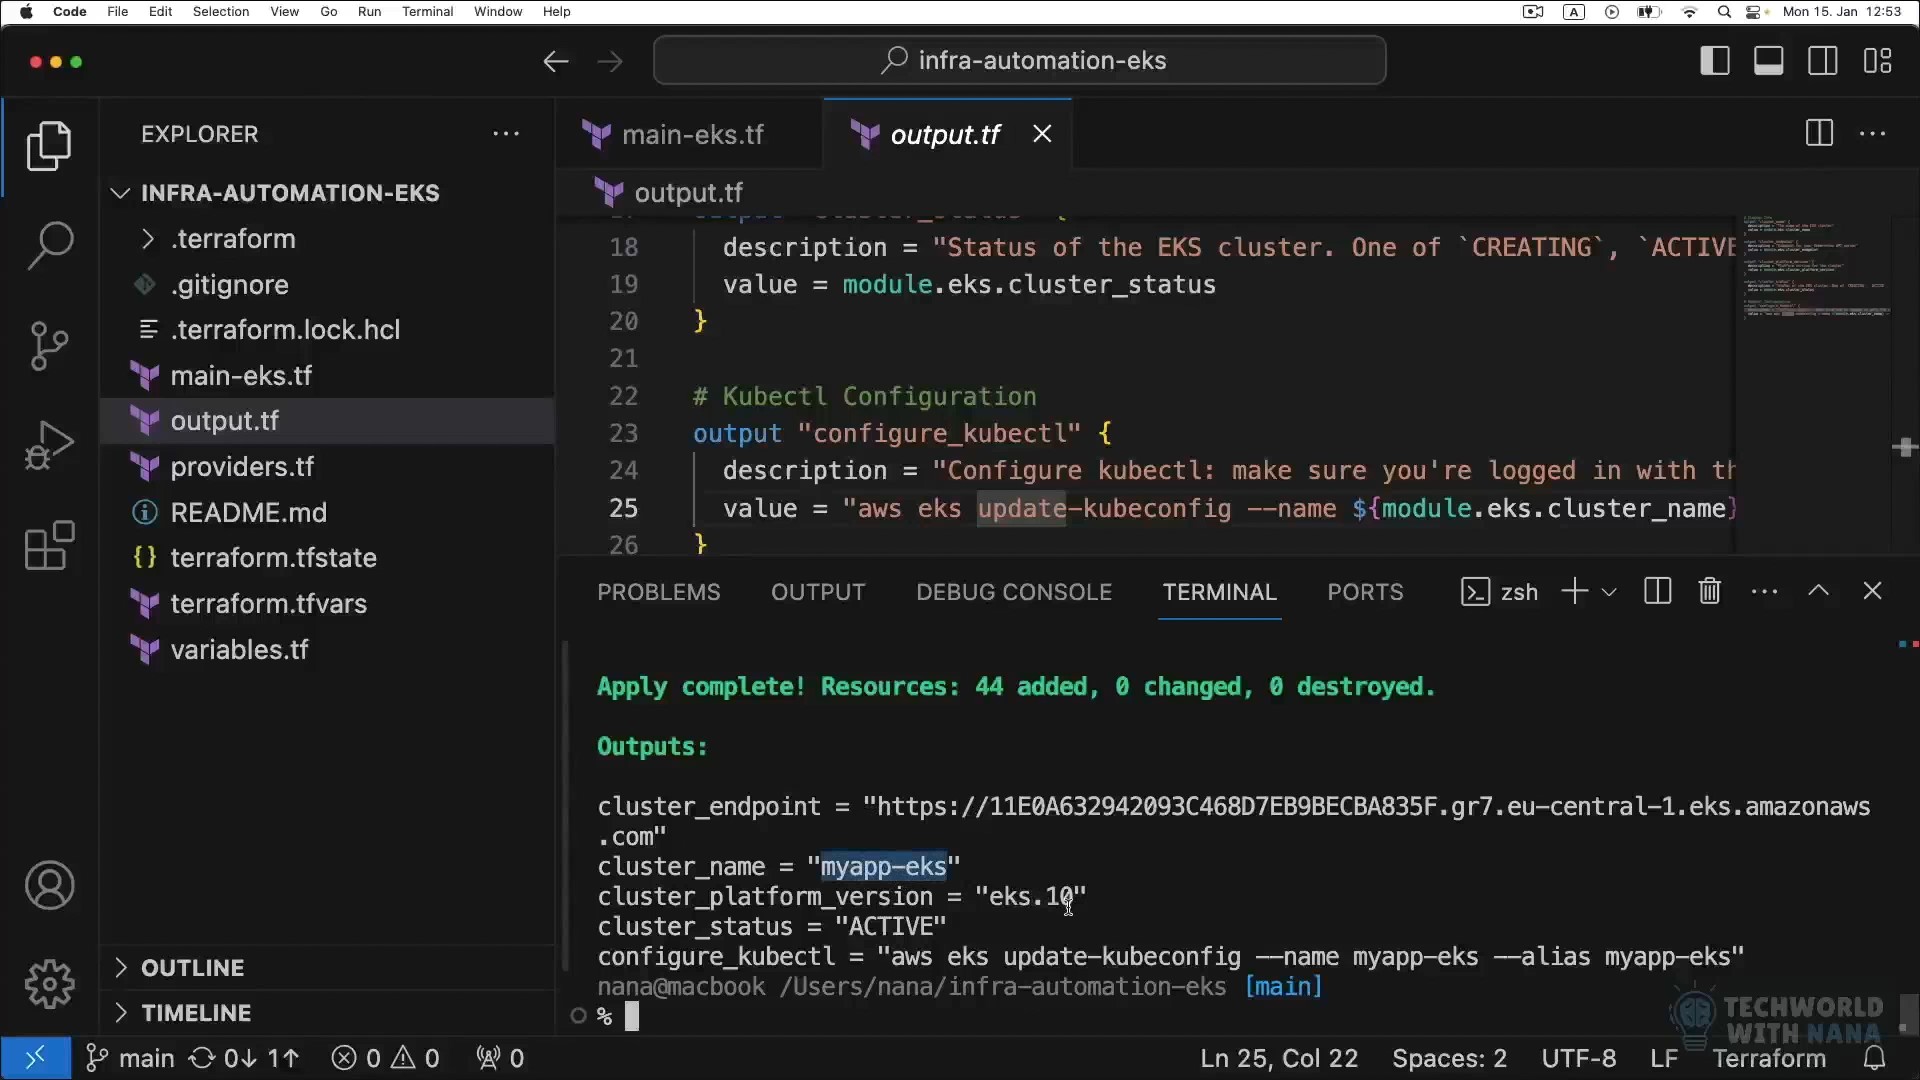 Code File Edit Selection View Go Run Terminal Window Help A Mon 15. Jan 12:53
infra-automation-eks
EXPLORER
INFRA-AUTOMATION-EKS
.terraform
.gitignore
.terraform.lock.hcl
main-eks.tf
output.tf
providers.tf
README.md
terraform.tfstate
terraform.tfvars
variables.tf
OUTLINE
TIMELINE
main-eks.tf output.tf
output.tf
18 description = "Status of the EKS cluster. One of `CREATING`, `ACTIVE
19 value = module.eks.cluster_status
20 }
21
22 # Kubectl Configuration
23 output "configure_kubectl" {
24 description = "Configure kubectl: make sure you're logged in with th
25 value = "aws eks update-kubeconfig --name ${module.eks.cluster_name}
26 }
PROBLEMS OUTPUT DEBUG CONSOLE TERMINAL PORTS zsh
Apply complete! Resources: 44 added, 0 changed, 0 destroyed.
Outputs:
cluster_endpoint = "https://11E0A632942093C468D7EB9BECBA835F.gr7.eu-central-1.eks.amazonaws
.com"
cluster_name = "myapp-eks"
cluster_platform_version = "eks.10"
cluster_status = "ACTIVE"
configure_kubectl = "aws eks update-kubeconfig --name myapp-eks --alias myapp-eks"
nana@macbook /Users/nana/infra-automation-eks [main]
%
TECHWORLD
WITH NANA
main 0↓ 1↑ 0 0 0 Ln 25, Col 22 Spaces: 2 UTF-8 LF Terraform